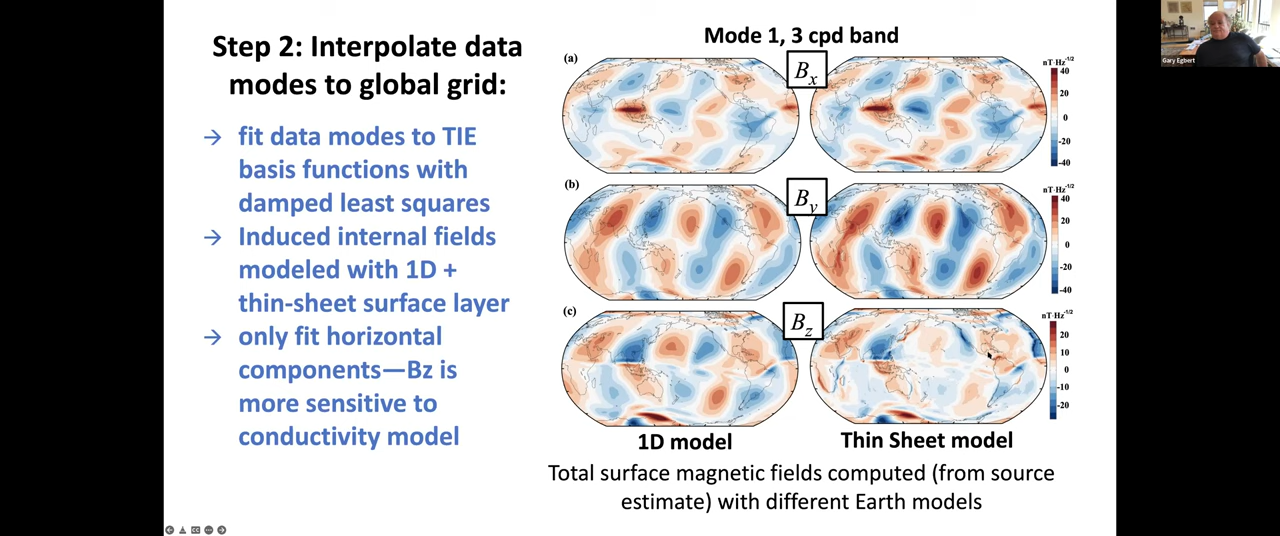 Step 2: Interpolate data
modes to global grid:
→ fit data modes to TIE
basis functions with
damped least squares
→ Induced internal fields
modeled with 1D +
thin-sheet surface layer
→ only fit horizontal
components—Bz is
more sensitive to
conductivity model
Mode 1, 3 cpd band
(a)
Bx
nT·Hz-1/2
40
20
0
-20
-40
(b)
By
nT·Hz-1/2
40
20
0
-20
-40
(c)
Bz
nT·Hz-1/2
20
10
0
-10
-20
1D model
Thin Sheet model
Total surface magnetic fields computed (from source
estimate) with different Earth models
Gary Egbert